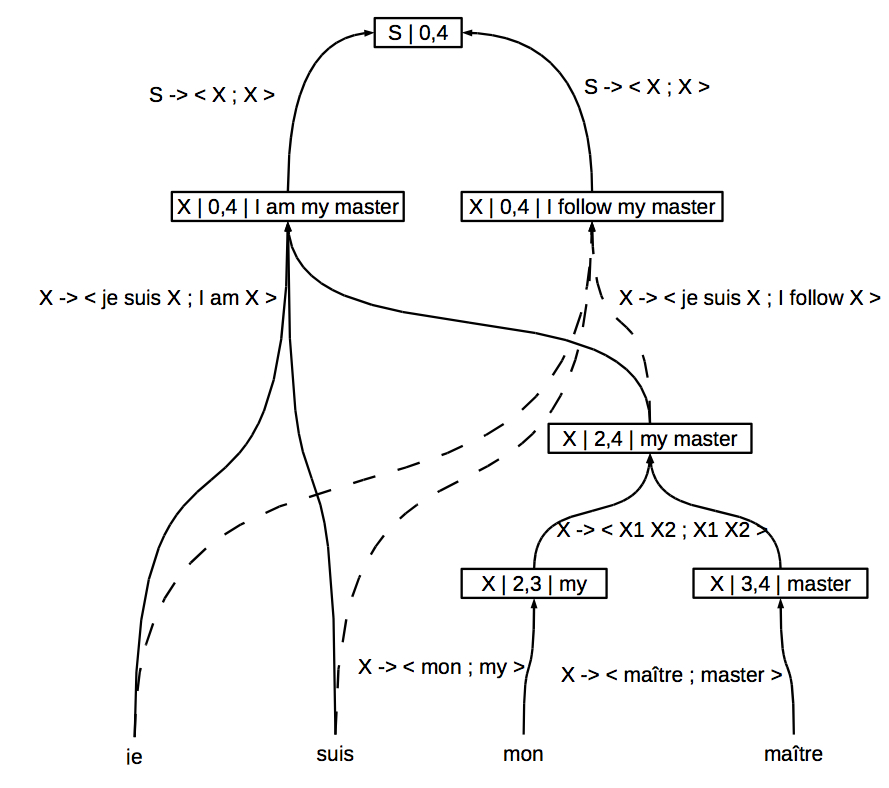 S | 0,4
S -> < X ; X >
S -> < X ; X >
X | 0,4 | I am my master
X | 0,4 | I follow my master
X -> < je suis X ; I am X >
X -> < je suis X ; I follow X >
X | 2,4 | my master
X -> < X1 X2 ; X1 X2 >
X | 2,3 | my
X | 3,4 | master
X -> < mon ; my >
X -> < maître ; master >
je
suis
mon
maître